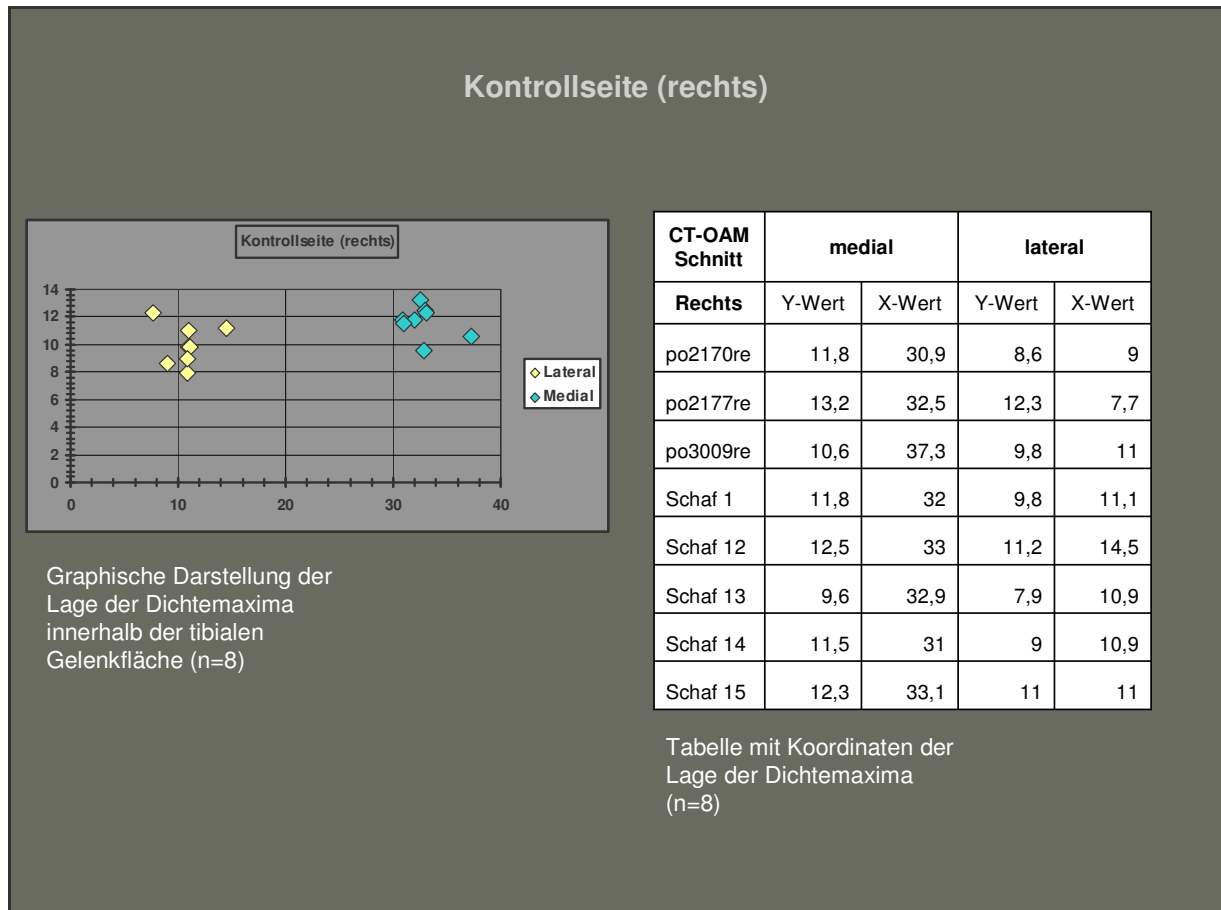 Kontrollseite (rechts)
Kontrollseite (rechts)
14
12
10
8
6
4
2
0
0 10 20 30 40
Lateral
Medial
Graphische Darstellung der
Lage der Dichtemaxima
innerhalb der tibialen
Gelenkfläche (n=8)
CT-OAM
Schnitt medial lateral
Rechts Y-Wert X-Wert Y-Wert X-Wert
po2170re 11,8 30,9 8,6 9
po2177re 13,2 32,5 12,3 7,7
po3009re 10,6 37,3 9,8 11
Schaf 1 11,8 32 9,8 11,1
Schaf 12 12,5 33 11,2 14,5
Schaf 13 9,6 32,9 7,9 10,9
Schaf 14 11,5 31 9 10,9
Schaf 15 12,3 33,1 11 11
Tabelle mit Koordinaten der
Lage der Dichtemaxima
(n=8)